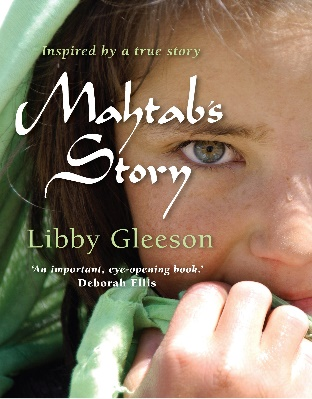 Inspired by a true story
Mahtab's
Story
Libby Gleeson
'An important, eye-opening book.'
Deborah Ellis